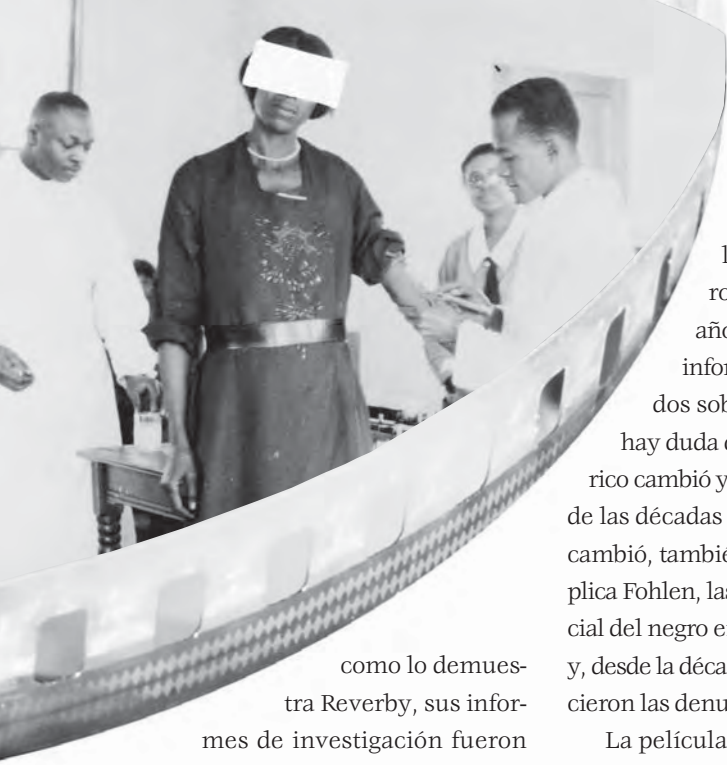 como lo demues-
tra Reverby, sus infor-
mes de investigación fueron
ro
año
infor
dos sob
hay duda
rico cambió y
de las décadas
cambió, tambié
plica Fohlen, las
cial del negro e
y, desde la déca
cieron las denu
La película